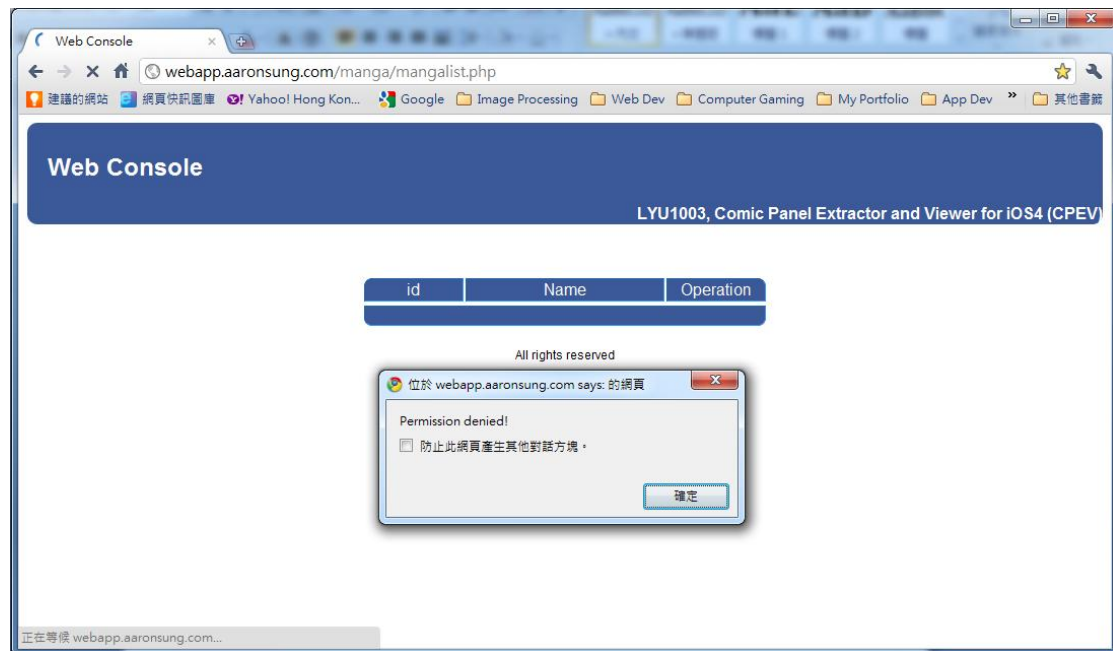 Web Console
webapp.aaronsung.com/manga/mangalist.php
建議的網站 網頁快訊圖庫 Yahoo! Hong Kon... Google Image Processing Web Dev Computer Gaming My Portfolio App Dev » 其他書籤
Web Console
LYU1003, Comic Panel Extractor and Viewer for iOS4 (CPEV)
id Name Operation
All rights reserved
位於 webapp.aaronsung.com says: 的網頁
Permission denied!
防止此網頁產生其他對話方塊。
確定
正在等候 webapp.aaronsung.com...